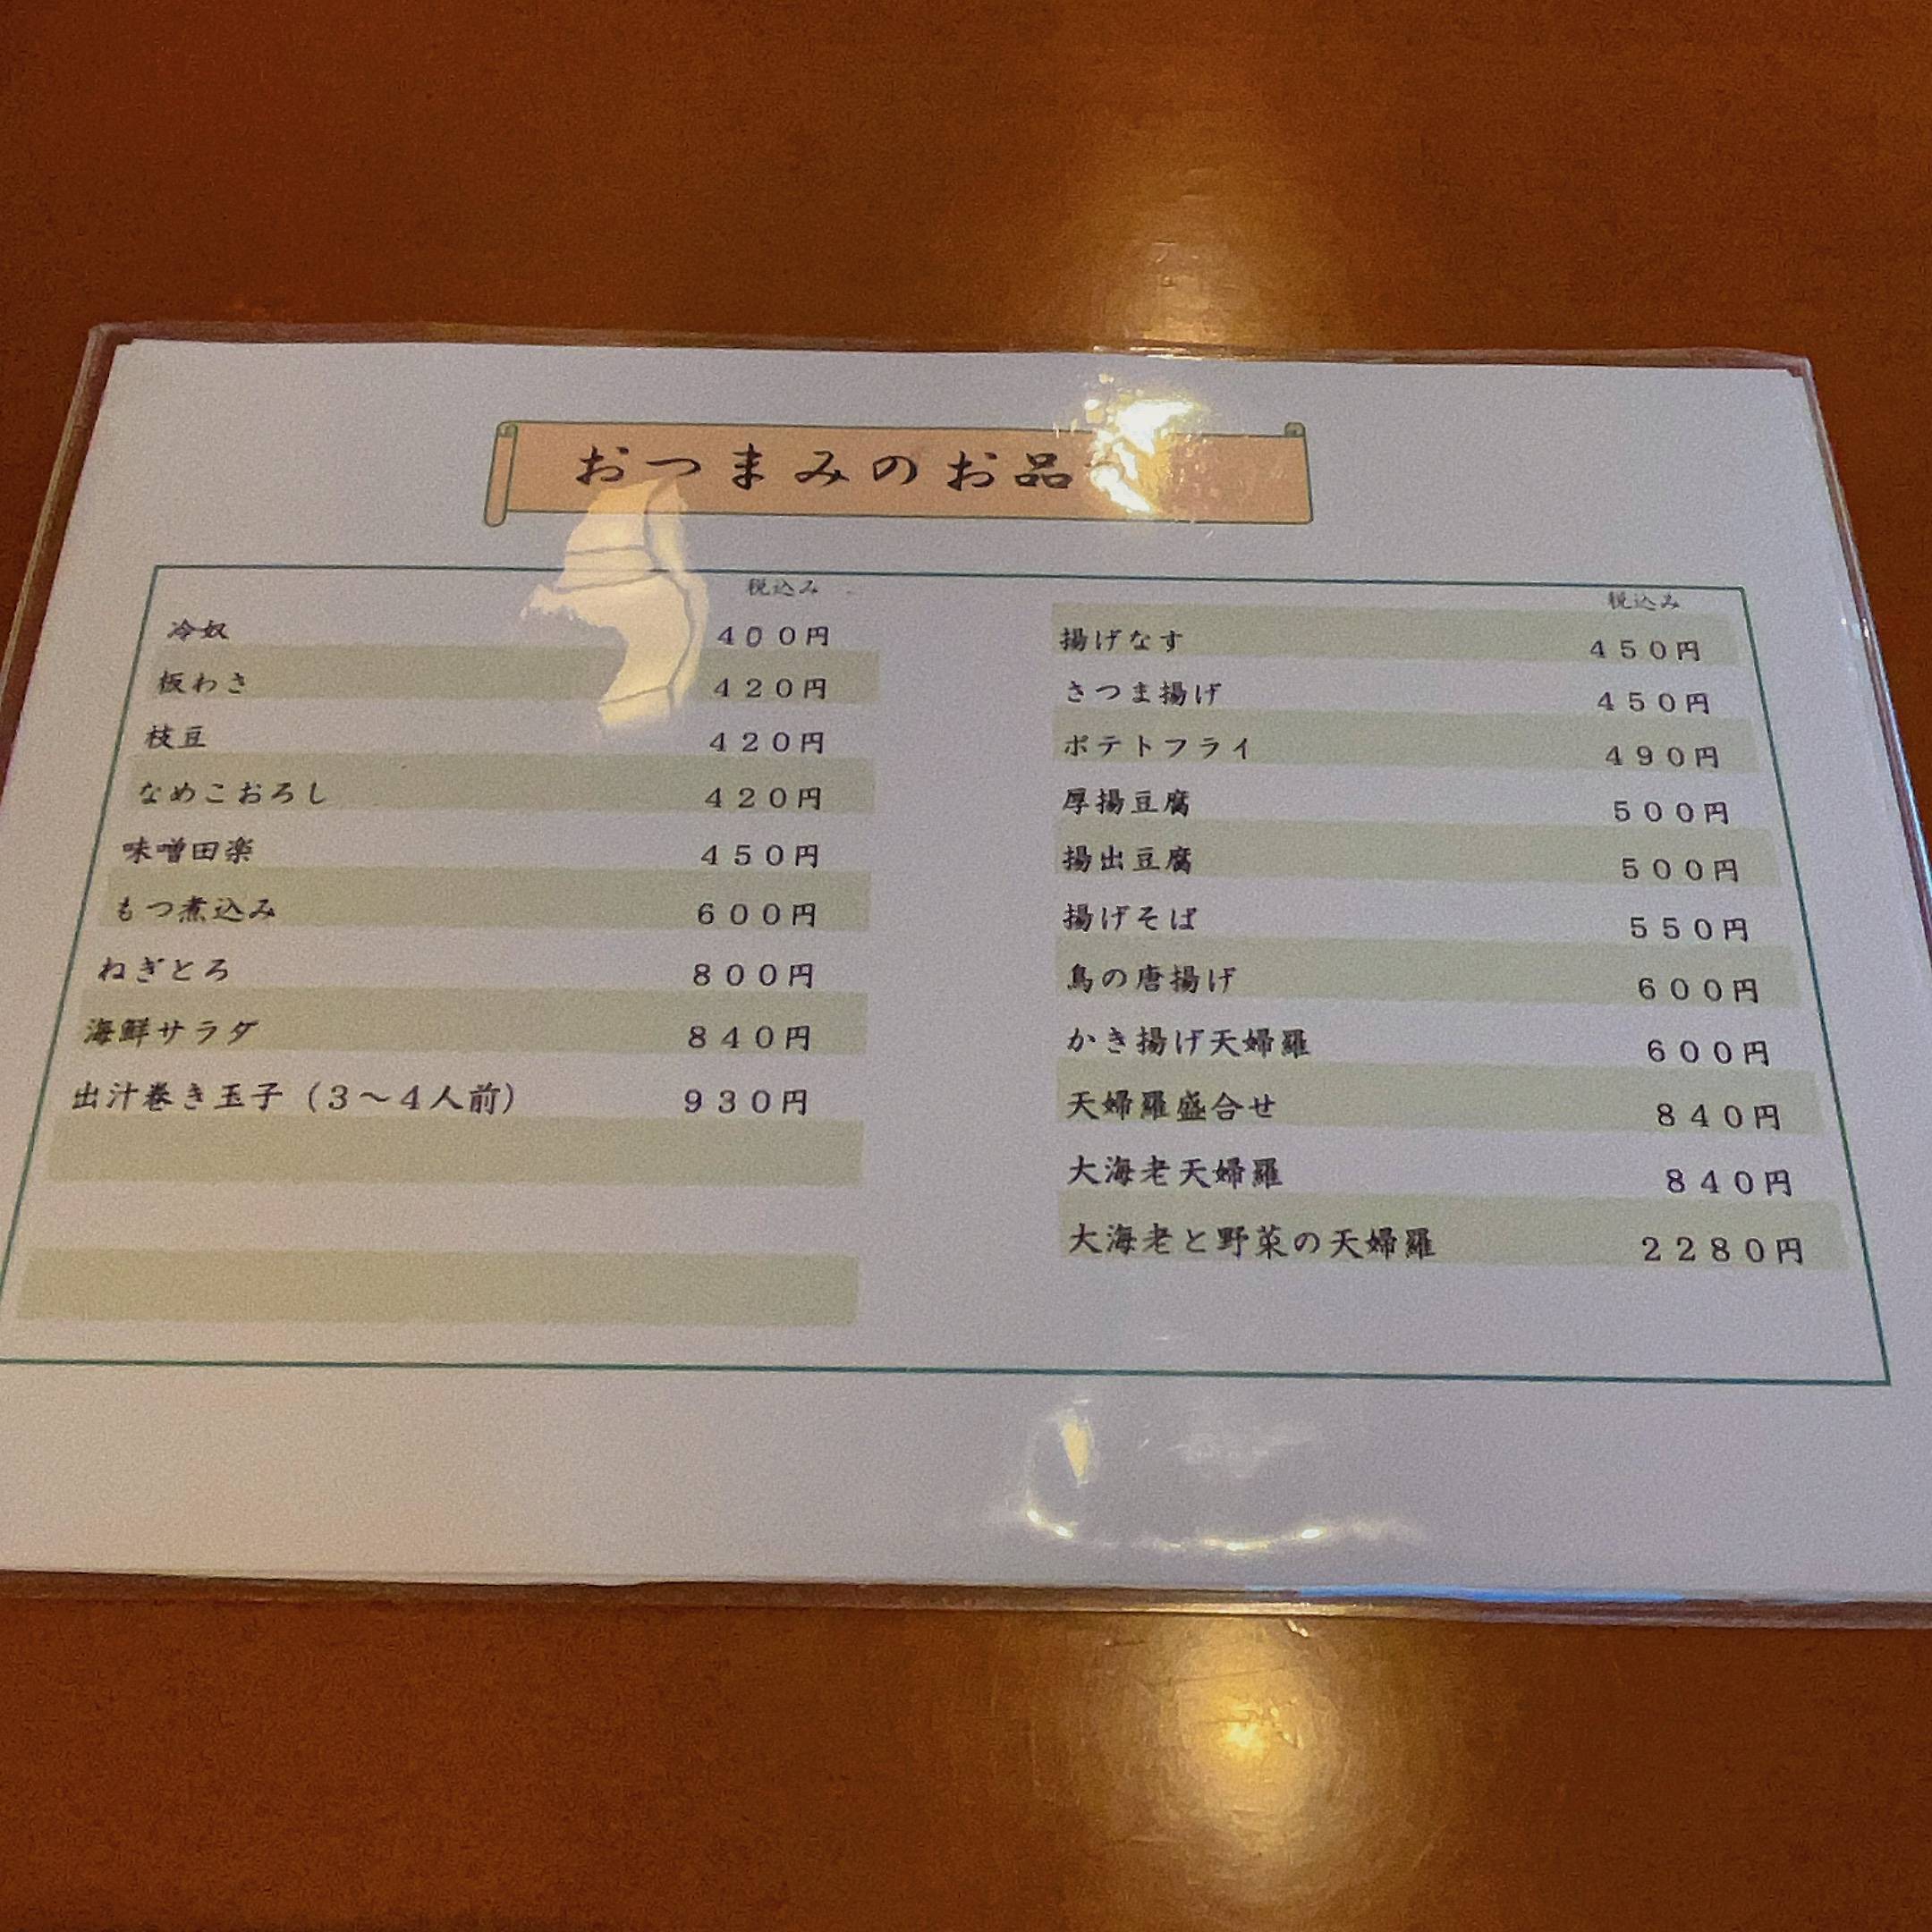 おつまみのお品
税込み
冷奴 400円
板わさ 420円
枝豆 420円
なめこおろし 420円
味噌田楽 450円
もつ煮込み 600円
ねぎとろ 800円
海鮮サラダ 840円
出汁巻き玉子（3～4人前） 930円
税込み
揚げなす 450円
さつま揚げ 450円
ポテトフライ 490円
厚揚豆腐 500円
揚出豆腐 500円
揚げそば 550円
鳥の唐揚げ 600円
かき揚げ天婦羅 600円
天婦羅盛合せ 840円
大海老天婦羅 840円
大海老と野菜の天婦羅 2280円